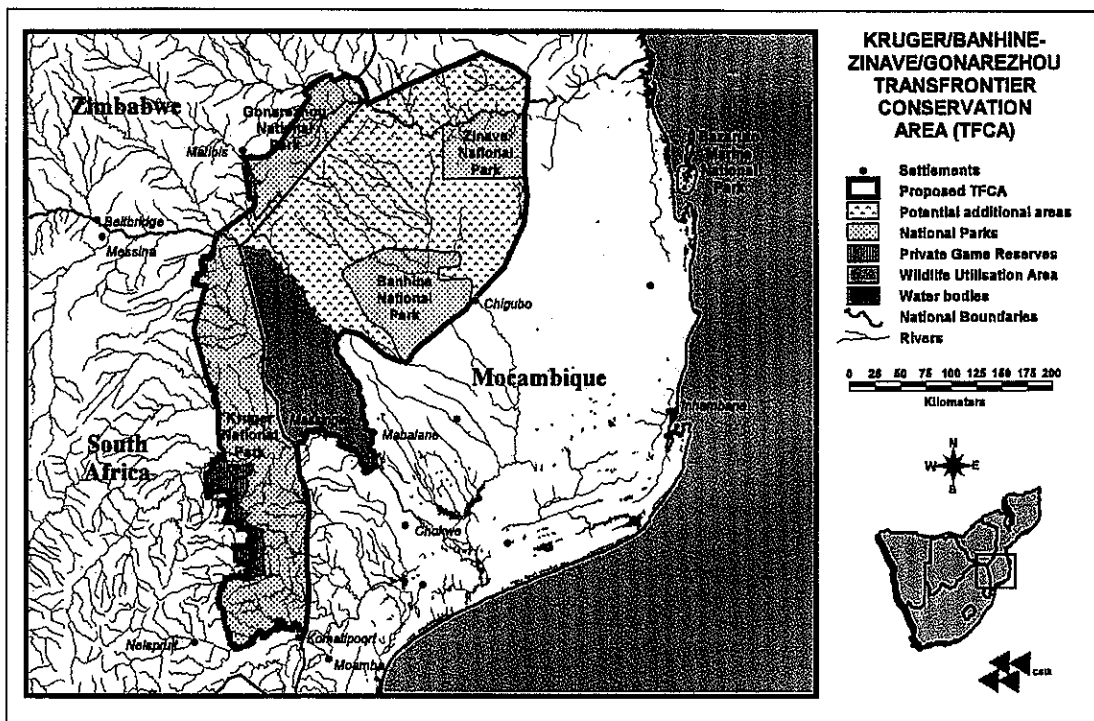 KRUGER/BANHINE-
ZINAVE/GONAREZHOU
TRANSFRONTIER
CONSERVATION
AREA (TFCA)
Settlements
Proposed TFCA
Potential additional areas
National Parks
Private Game Reserves
Wildlife Utilisation Area
Water bodies
National Boundaries
Rivers
0 25 50 75 100 125 150 175 200
Kilometers
N
W E
S
CSIR
Zimbabwe
Gonarezhou
National
Park
Malipis
Zinave
National
Park
Bazaruto
Marine
National
Park
Beitbridge
Messina
Banhine
National
Park
Chigubo
Moçambique
Inhambane
Kruger
National
Park
Mabalane
South
Africa
Chokwe
Nelspruit
Komatipoort
Moamba